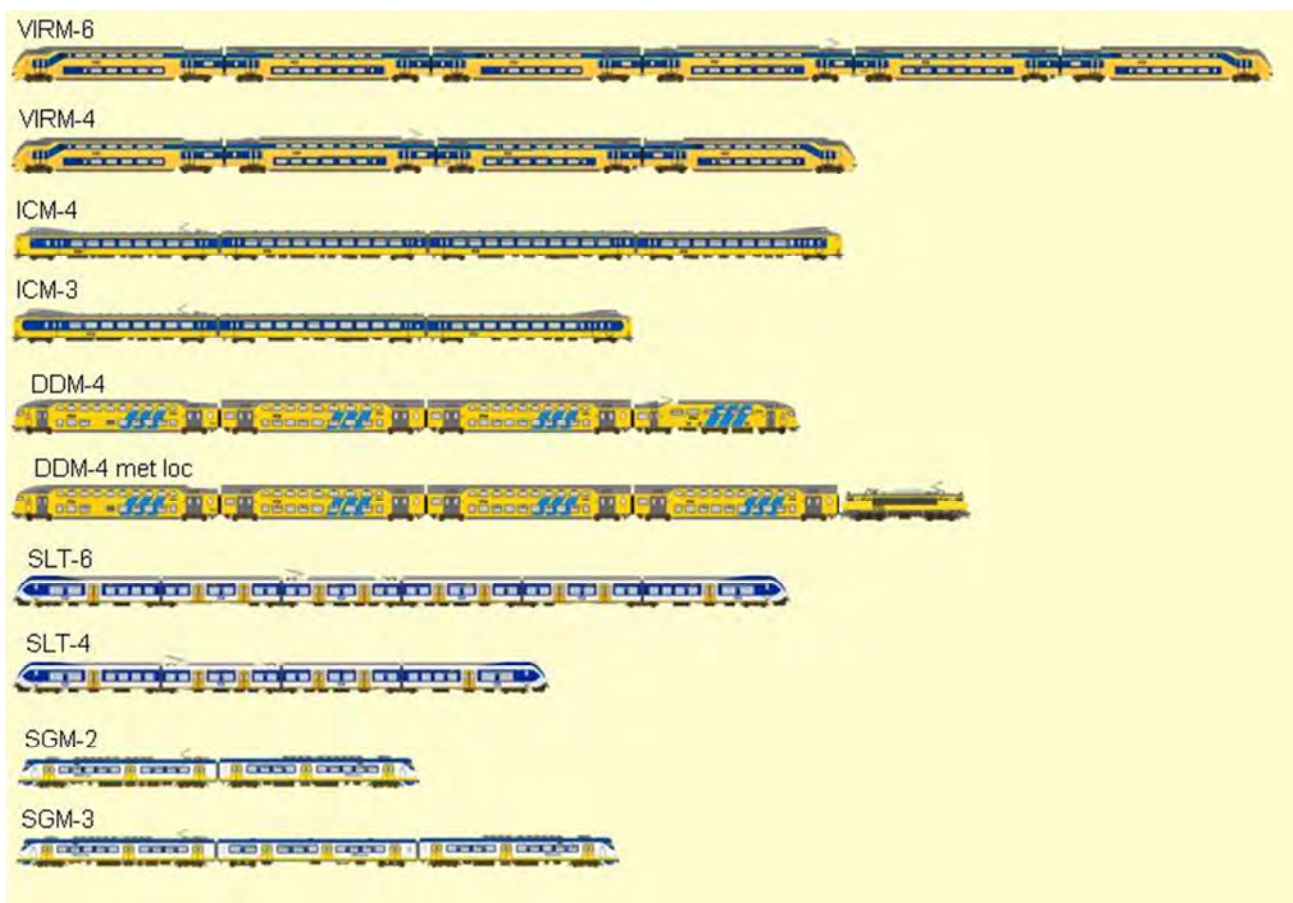 VIRM-6
VIRM-4
ICM-4
ICM-3
DDM-4
DDM-4 met loc
SLT-6
SLT-4
SGM-2
SGM-3